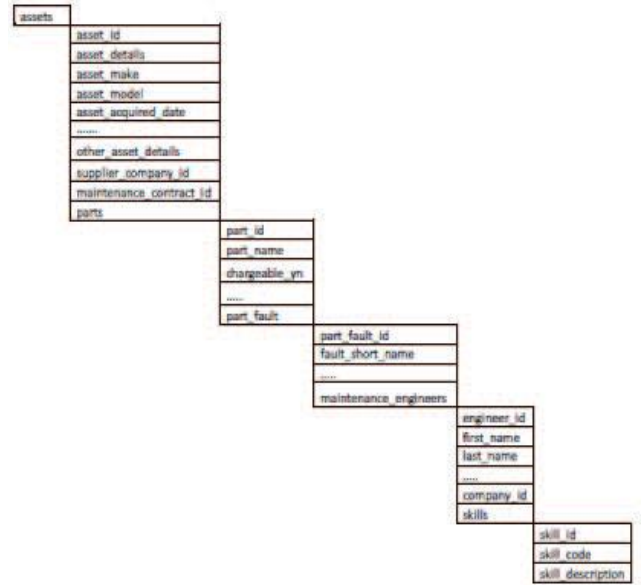 assets
asset_id
asset_details
asset_make
asset_model
asset_acquired_date
......
other_asset_details
supplier_company_id
maintenance_contract_id
parts
part_id
part_name
chargeable_yn
.....
part_fault
part_fault_id
fault_short_name
.....
maintenance_engineers
engineer_id
first_name
last_name
.....
company_id
skills
skill_id
skill_code
skill_description